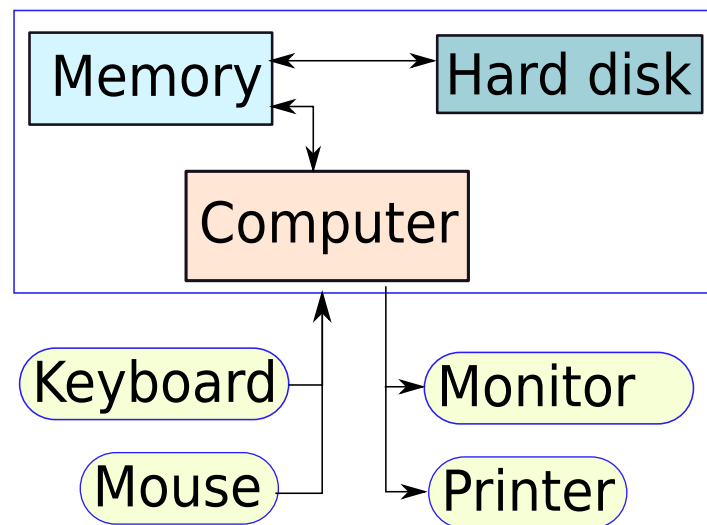 Memory
Hard disk
Computer
Keyboard
Monitor
Mouse
Printer